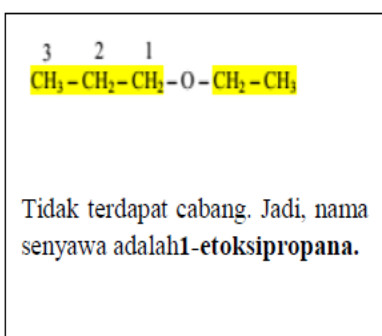 3 2 1
CH₃ – CH₂ – CH₂ – O – CH₂ – CH₃
Tidak terdapat cabang. Jadi, nama
senyawa adalah1-etoksipropana.